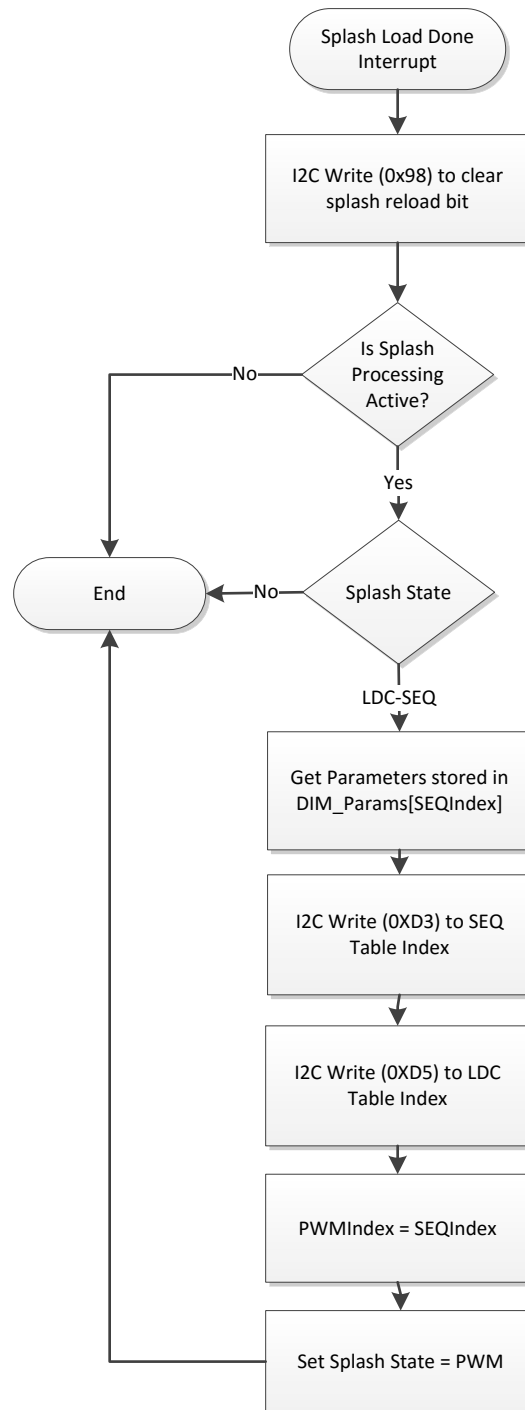 Splash Load Done
Interrupt
I2C Write (0x98) to clear
splash reload bit
Is Splash
Processing
Active?
No
Yes
End
No
Splash State
LDC-SEQ
Get Parameters stored in
DIM_Params[SEQIndex]
I2C Write (0XD3) to SEQ
Table Index
I2C Write (0XD5) to LDC
Table Index
PWMIndex = SEQIndex
Set Splash State = PWM